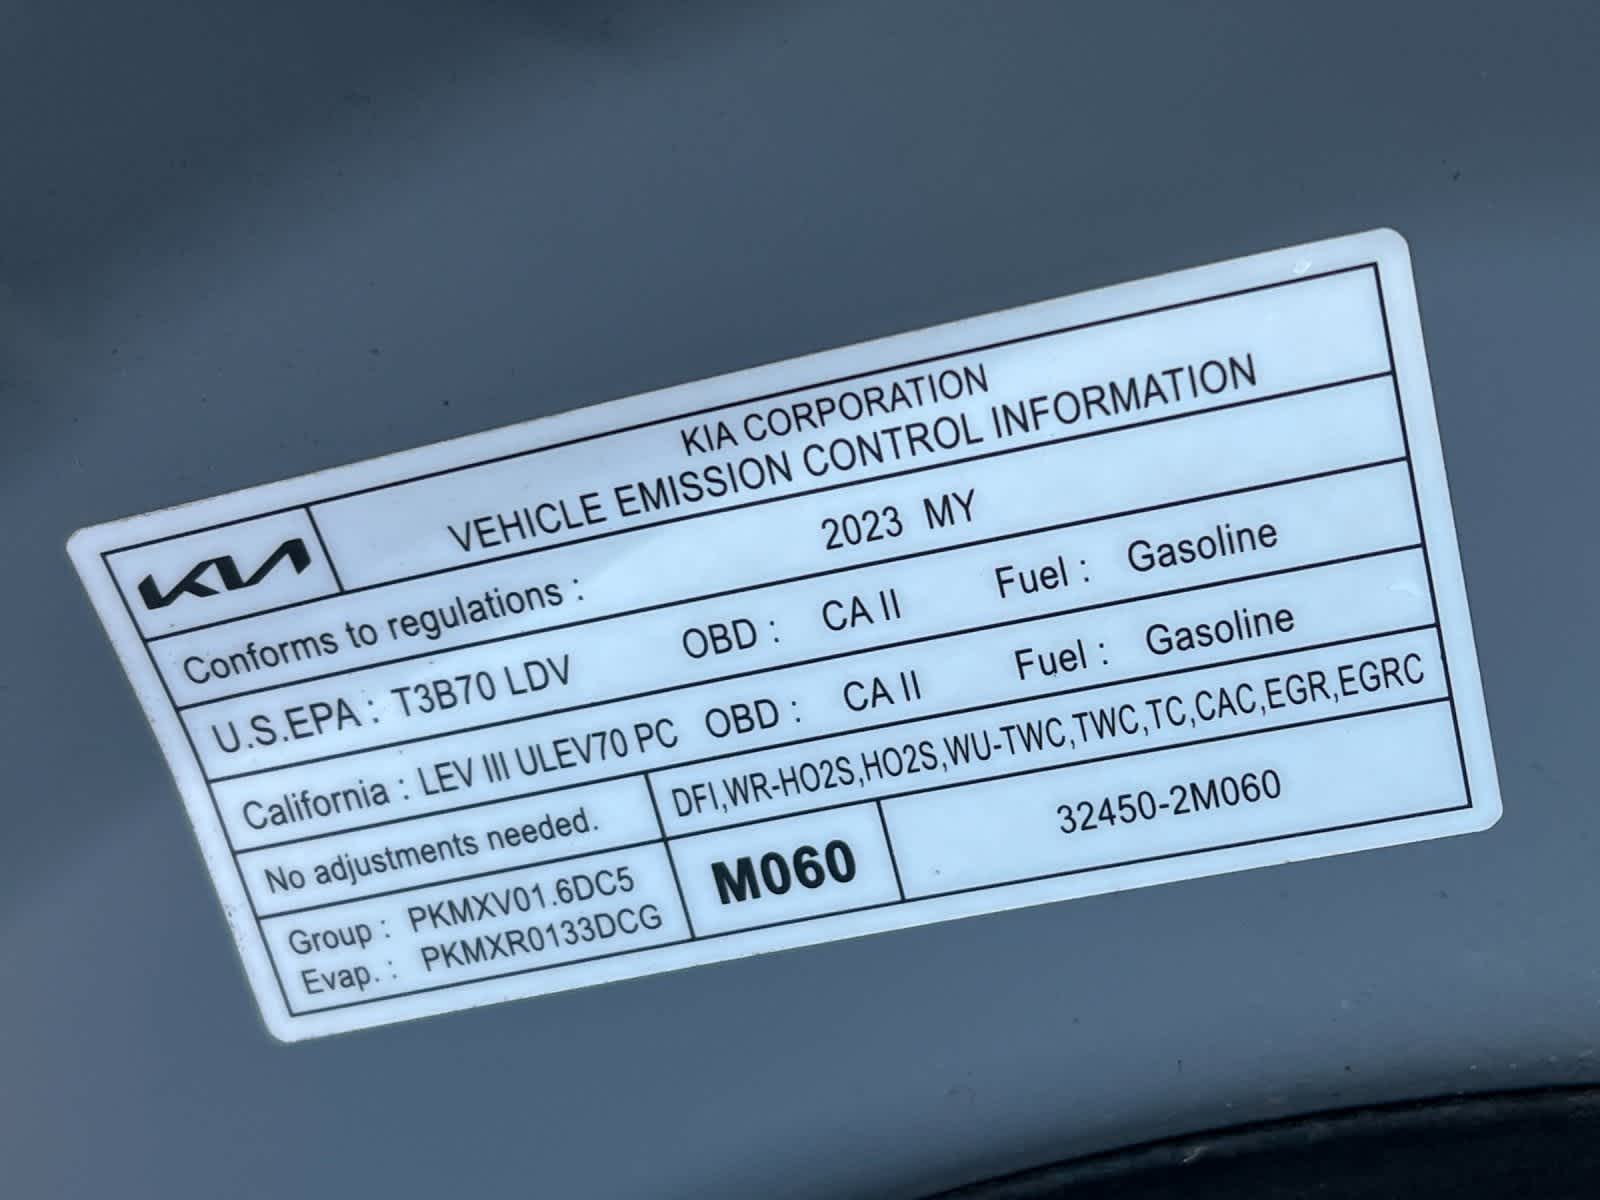 KIA CORPORATION
KIA VEHICLE EMISSION CONTROL INFORMATION
Conforms to regulations : 2023 MY
U.S.EPA : T3B70 LDV OBD : CA II Fuel : Gasoline
California : LEV III ULEV70 PC OBD : CA II Fuel : Gasoline
No adjustments needed. DFI,WR-HO2S,HO2S,WU-TWC,TWC,TC,CAC,EGR,EGRC
Group : PKMXV01.6DC5 M060 32450-2M060
Evap. : PKMXR0133DCG